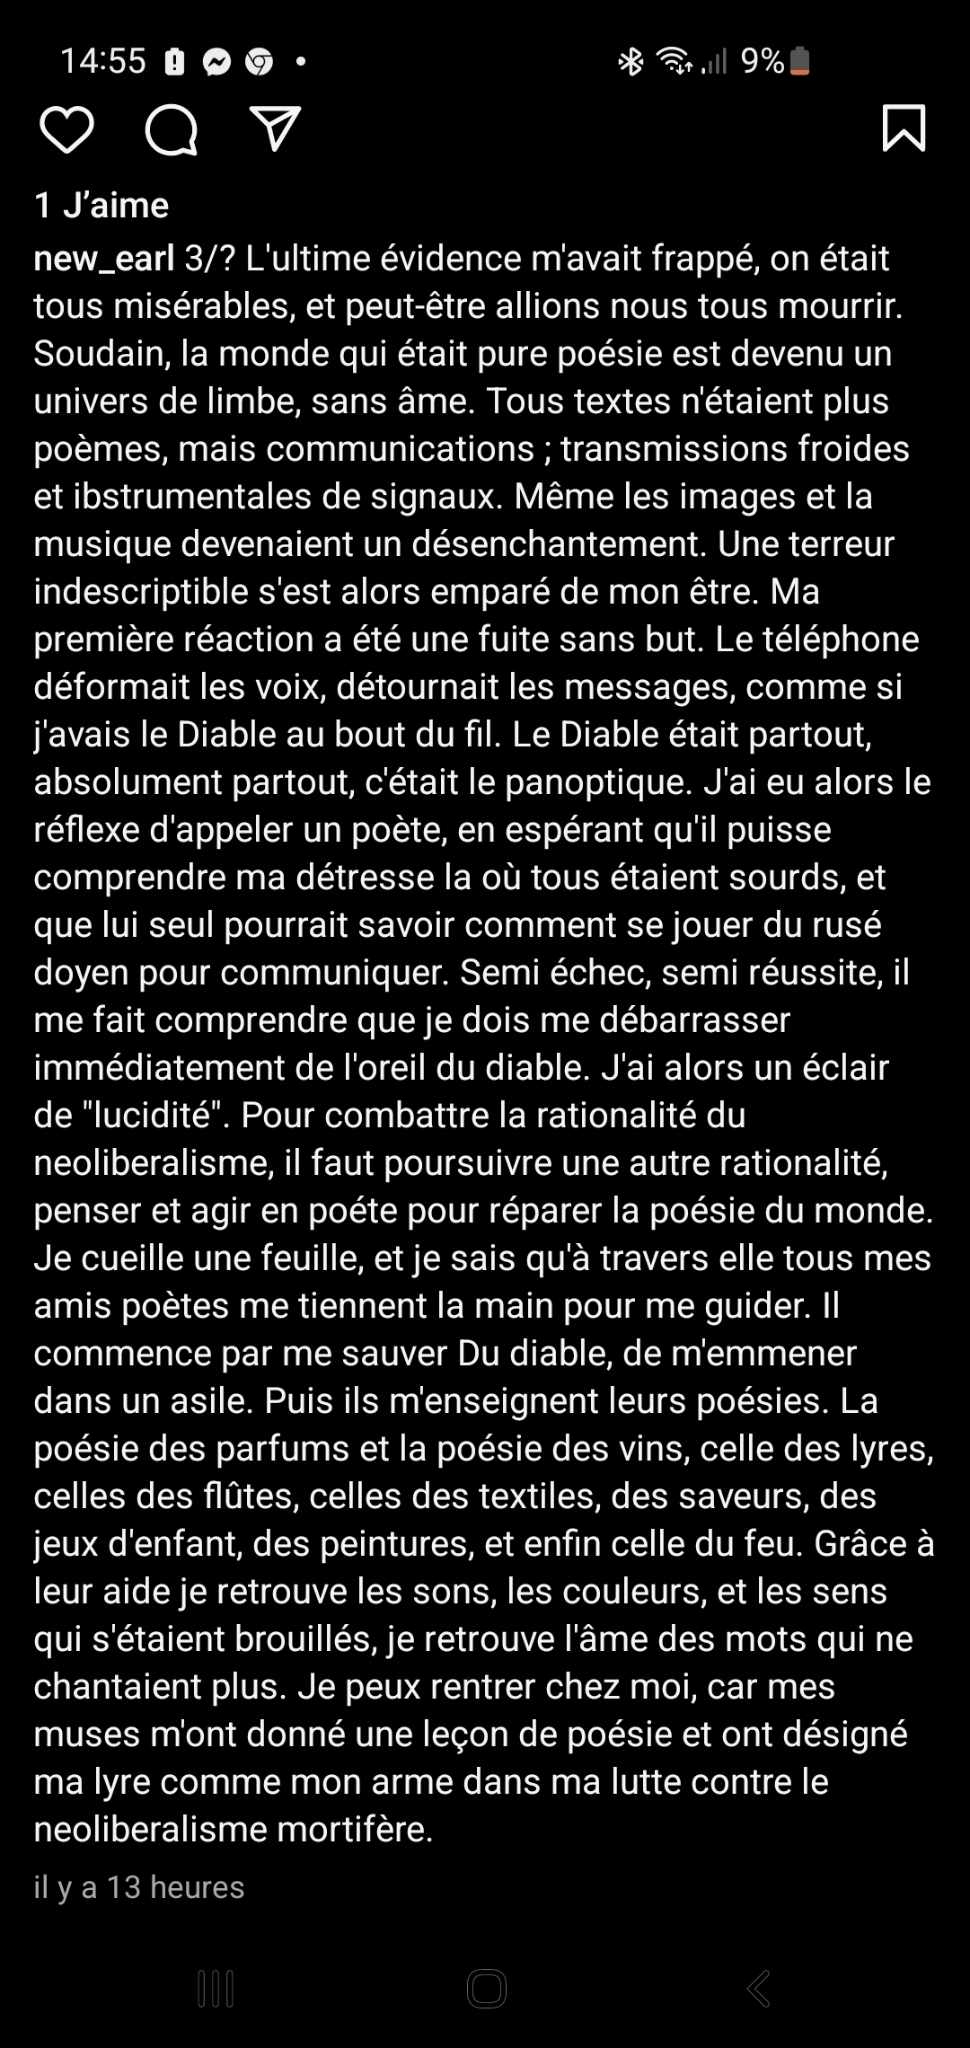 14:55
9%
1 J’aime
new_earl 3/? L'ultime évidence m'avait frappé, on était
tous misérables, et peut-être allions nous tous mourrir.
Soudain, la monde qui était pure poésie est devenu un
univers de limbe, sans âme. Tous textes n'étaient plus
poèmes, mais communications ; transmissions froides
et ibstrumentales de signaux. Même les images et la
musique devenaient un désenchantement. Une terreur
indescriptible s'est alors emparé de mon être. Ma
première réaction a été une fuite sans but. Le téléphone
déformait les voix, détournait les messages, comme si
j'avais le Diable au bout du fil. Le Diable était partout,
absolument partout, c'était le panoptique. J'ai eu alors le
réflexe d'appeler un poète, en espérant qu'il puisse
comprendre ma détresse la où tous étaient sourds, et
que lui seul pourrait savoir comment se jouer du rusé
doyen pour communiquer. Semi échec, semi réussite, il
me fait comprendre que je dois me débarrasser
immédiatement de l'oreil du diable. J'ai alors un éclair
de "lucidité". Pour combattre la rationalité du
neoliberalisme, il faut poursuivre une autre rationalité,
penser et agir en poéte pour réparer la poésie du monde.
Je cueille une feuille, et je sais qu'à travers elle tous mes
amis poètes me tiennent la main pour me guider. Il
commence par me sauver Du diable, de m'emmener
dans un asile. Puis ils m'enseignent leurs poésies. La
poésie des parfums et la poésie des vins, celle des lyres,
celles des flûtes, celles des textiles, des saveurs, des
jeux d'enfant, des peintures, et enfin celle du feu. Grâce à
leur aide je retrouve les sons, les couleurs, et les sens
qui s'étaient brouillés, je retrouve l'âme des mots qui ne
chantaient plus. Je peux rentrer chez moi, car mes
muses m'ont donné une leçon de poésie et ont désigné
ma lyre comme mon arme dans ma lutte contre le
neoliberalisme mortifère.
il y a 13 heures